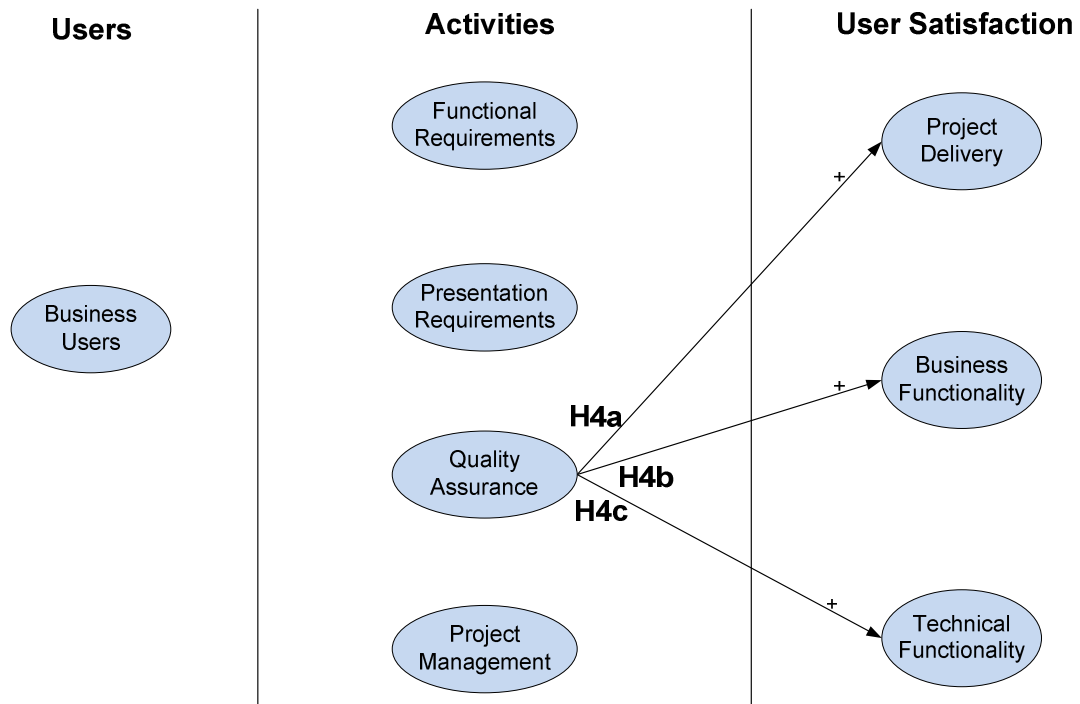 Users
Activities
User Satisfaction
Functional
Requirements
Project
Delivery
+
Presentation
Requirements
Business
Users
Business
Functionality
+
H4a
Quality
Assurance
H4b
H4c
+
Technical
Functionality
Project
Management